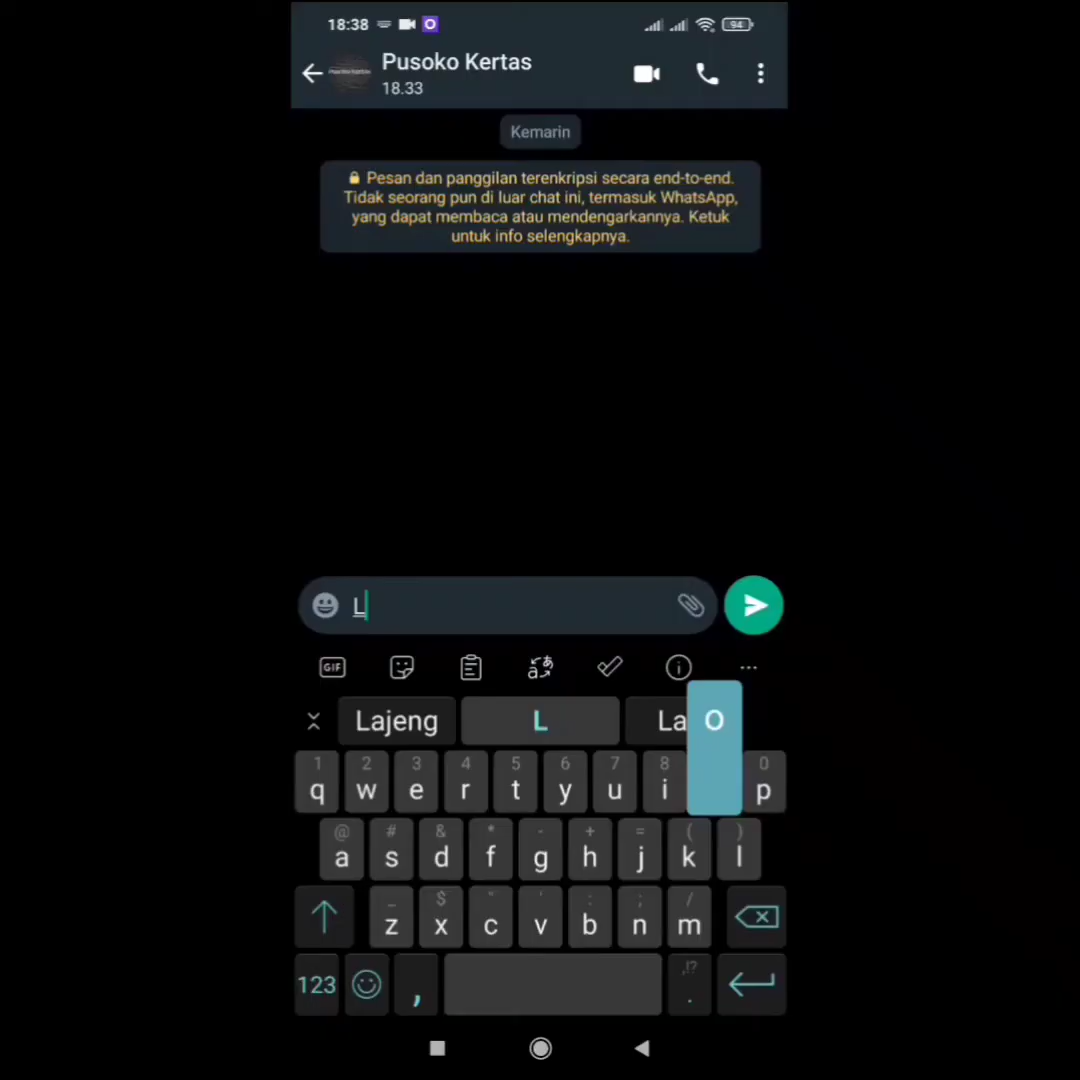 18:38
94
Pusoko Kertas
18.33
Kemarin
Pesan dan panggilan terenkripsi secara end-to-end.
Tidak seorang pun di luar chat ini, termasuk WhatsApp,
yang dapat membaca atau mendengarkannya. Ketuk
untuk info selengkapnya.
L
GIF
Lajeng L La O
1 2 3 4 5 6 7 8 0
q w e r t y u i p
@ # & * - + = ( )
a s d f g h j k l
_ $ " ' : ; /
z x c v b n m
123 , ,!? .